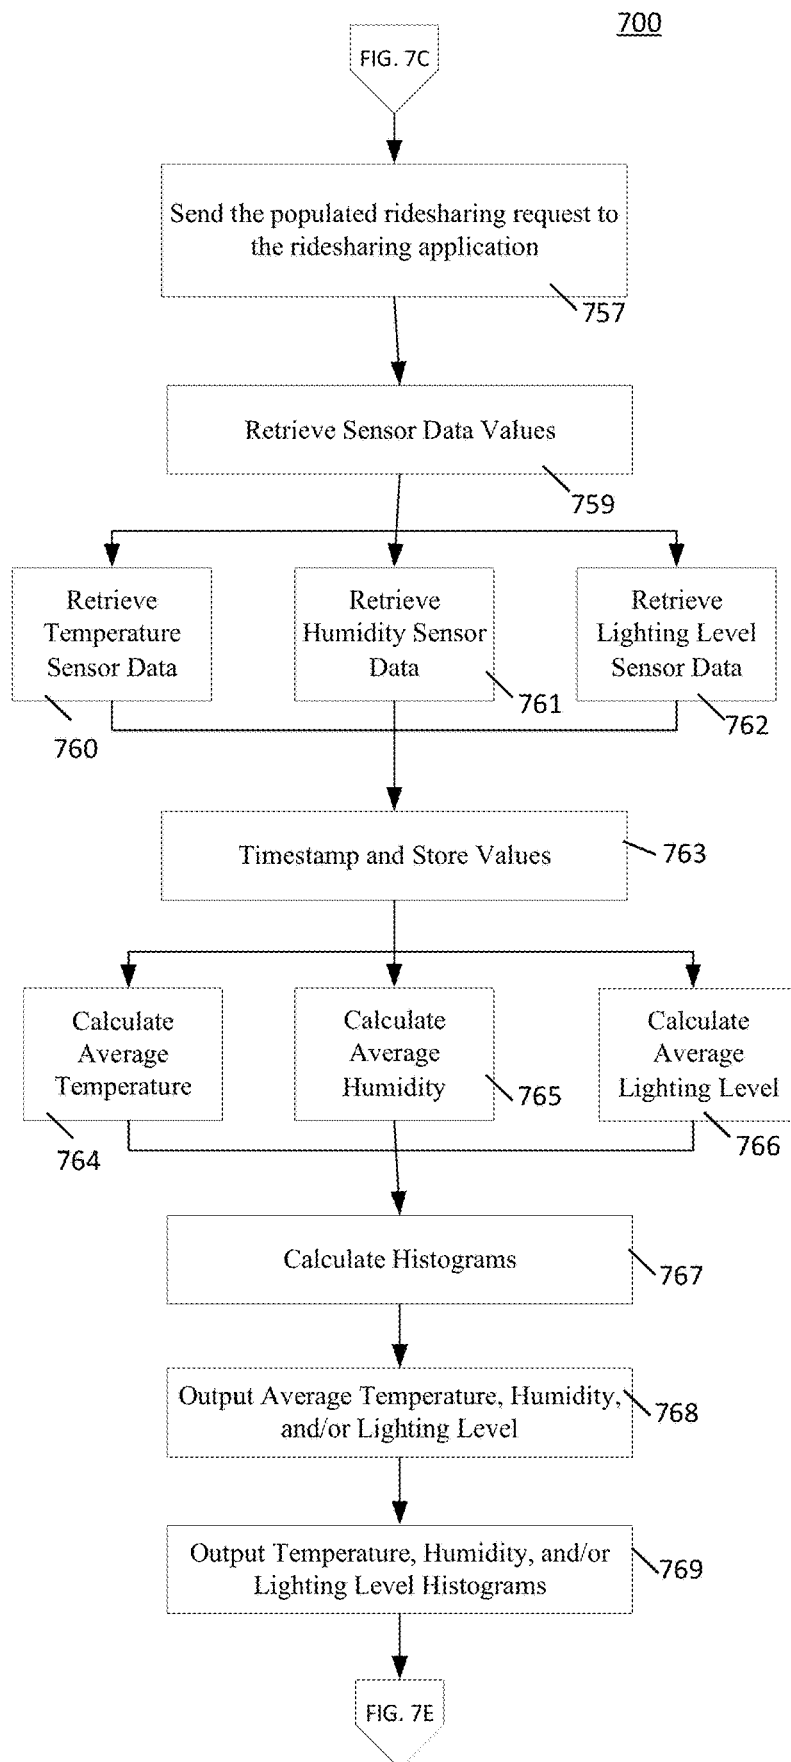 700
FIG. 7C
Send the populated ridesharing request to
the ridesharing application
757
Retrieve Sensor Data Values
759
Retrieve
Temperature
Sensor Data
760
Retrieve
Humidity Sensor
Data
761
Retrieve
Lighting Level
Sensor Data
762
Timestamp and Store Values
763
Calculate
Average
Temperature
764
Calculate
Average
Humidity
765
Calculate
Average
Lighting Level
766
Calculate Histograms
767
Output Average Temperature, Humidity,
and/or Lighting Level
768
Output Temperature, Humidity, and/or
Lighting Level Histograms
769
FIG. 7E